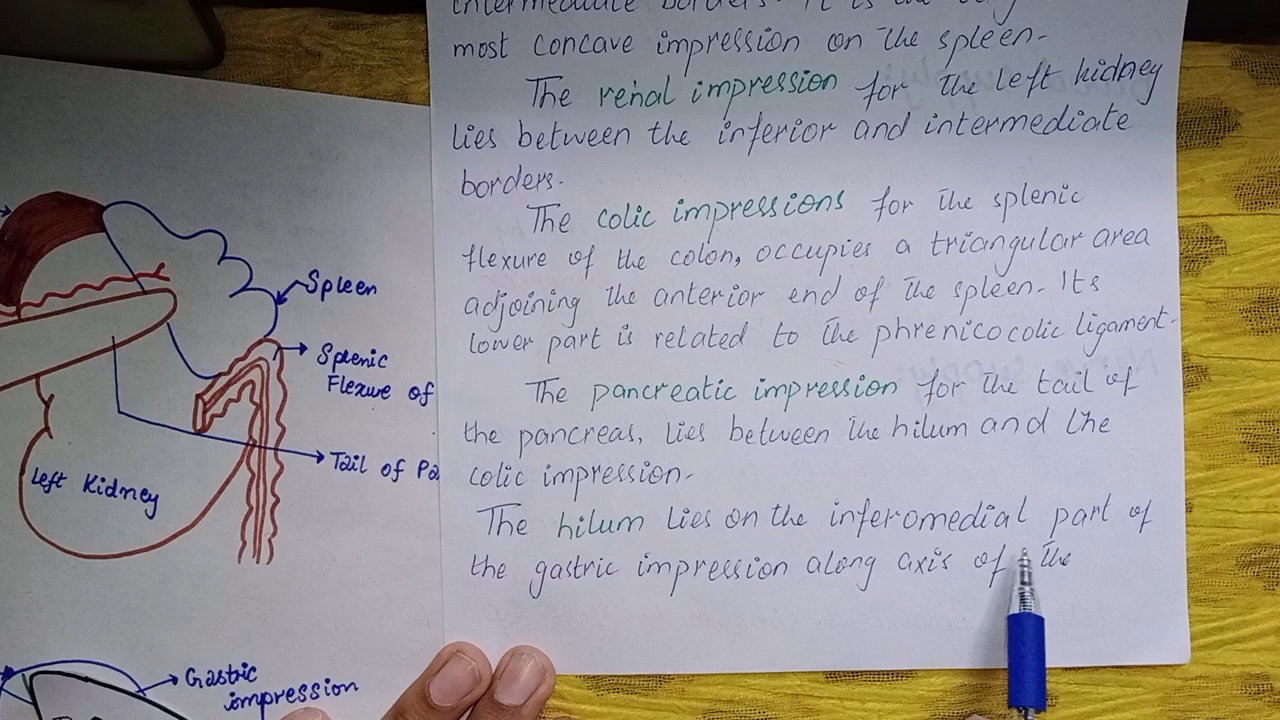 most concave impression on the spleen-
The renal impression for the left kidney
lies between the inferior and intermediate
borders.
The colic impressions for the splenic
flexure of the colon, occupies a triangular area
adjoining the anterior end of the spleen. Its
lower part is related to the phrenicocolic ligament.
The pancreatic impression for the tail of
the pancreas, lies between the hilum and the
colic impression.
The hilum lies on the inferomedial part of
the gastric impression along axis of the
Spleen
Splenic
Flexure of
Tail of Pa
Left Kidney
Gastric
impression